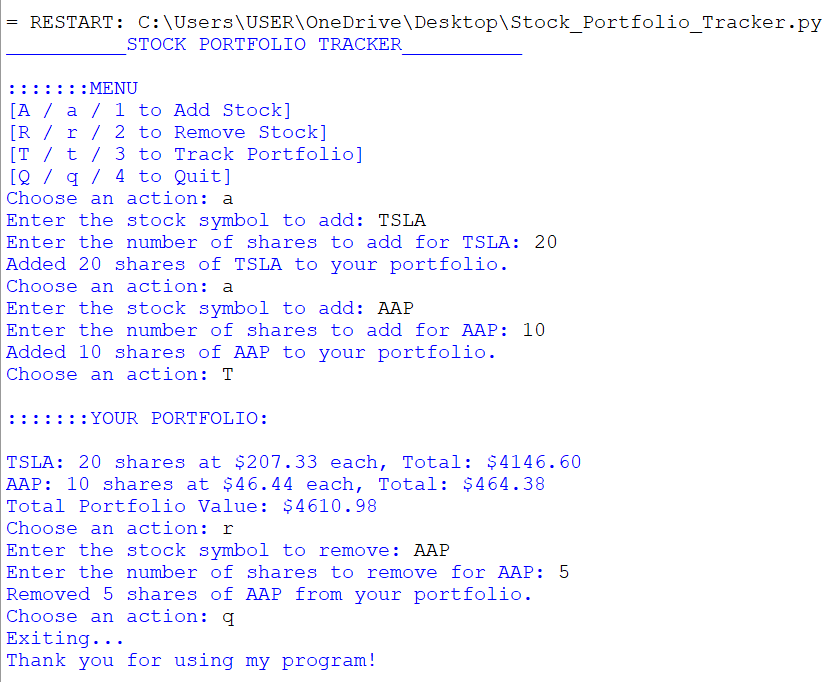 = RESTART: C:\Users\USER\OneDrive\Desktop\Stock_Portfolio_Tracker.py
__________STOCK PORTFOLIO TRACKER__________
:::::::MENU
[A / a / 1 to Add Stock]
[R / r / 2 to Remove Stock]
[T / t / 3 to Track Portfolio]
[Q / q / 4 to Quit]
Choose an action: a
Enter the stock symbol to add: TSLA
Enter the number of shares to add for TSLA: 20
Added 20 shares of TSLA to your portfolio.
Choose an action: a
Enter the stock symbol to add: AAP
Enter the number of shares to add for AAP: 10
Added 10 shares of AAP to your portfolio.
Choose an action: T
:::::::YOUR PORTFOLIO:
TSLA: 20 shares at $207.33 each, Total: $4146.60
AAP: 10 shares at $46.44 each, Total: $464.38
Total Portfolio Value: $4610.98
Choose an action: r
Enter the stock symbol to remove: AAP
Enter the number of shares to remove for AAP: 5
Removed 5 shares of AAP from your portfolio.
Choose an action: q
Exiting...
Thank you for using my program!